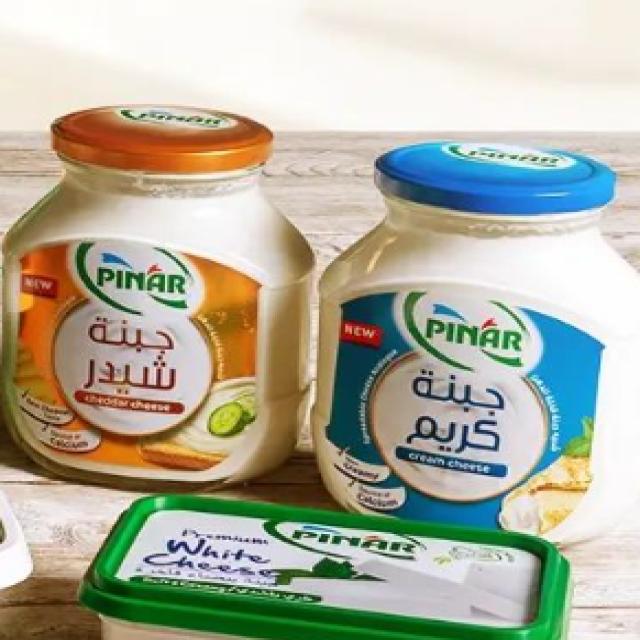 PINAR
PINAR
NEW
PINAR
جبنة
شيدر
cheddar cheese
Calcium
NEW
PINAR
جبنة
كريم
cream cheese
Creamy
Calcium
PINAR
Premium
White
Cheese